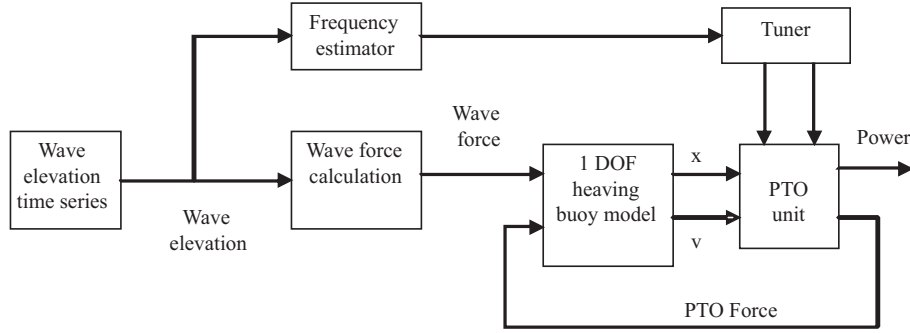 Frequency
estimator
Tuner
Wave
elevation
time series
Wave
elevation
Wave force
calculation
Wave
force
1 DOF
heaving
buoy model
x
v
PTO
unit
Power
PTO Force